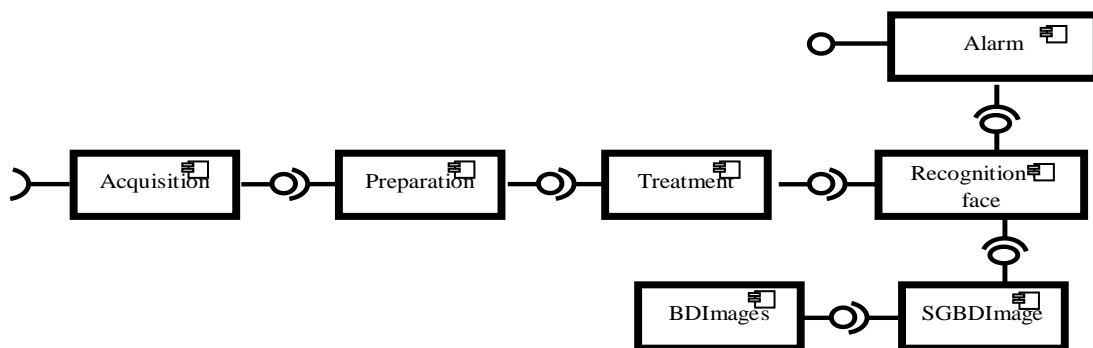 Alarm
Acquisition
Preparation
Treatment
Recognition
face
BDImages
SGBDImage